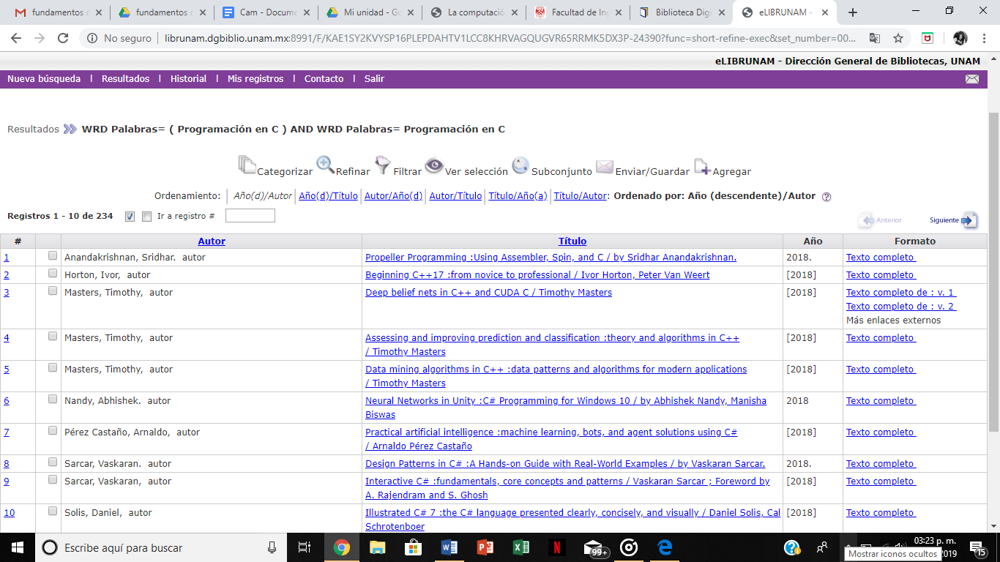 fundamentos d
fundamentos c
Cam - Docume
Mi unidad - Go
La computació
Facultad de Ing
Biblioteca Digi
eLIBRUNAM -
No seguro | librunam.dgbiblio.unam.mx:8991/F/KAE1SY2KVYSP16PLEPDAHTV1LCC8KHRVAGQUGVR65RRMK5DX3P-24390?func=short-refine-exec&set_number=00...
eLIBRUNAM - Dirección General de Bibliotecas, UNAM
Nueva búsqueda | Resultados | Historial | Mis registros | Contacto | Salir
Resultados WRD Palabras= ( Programación en C ) AND WRD Palabras= Programación en C
Categorizar Refinar Filtrar Ver selección Subconjunto Enviar/Guardar Agregar
Ordenamiento: Año(d)/Autor Año(d)/Título Autor/Año(d) Autor/Título Título/Año(a) Título/Autor: Ordenado por: Año (descendente)/Autor ?
Registros 1 - 10 de 234 Ir a registro # Anterior Siguiente
# Autor Título Año Formato
1 Anandakrishnan, Sridhar. autor Propeller Programming :Using Assembler, Spin, and C / by Sridhar Anandakrishnan. 2018. Texto completo
2 Horton, Ivor, autor Beginning C++17 :from novice to professional / Ivor Horton, Peter Van Weert [2018] Texto completo
3 Masters, Timothy, autor Deep belief nets in C++ and CUDA C / Timothy Masters [2018] Texto completo de : v. 1
Texto completo de : v. 2
Más enlaces externos
4 Masters, Timothy, autor Assessing and improving prediction and classification :theory and algorithms in C++ [2018] Texto completo
/ Timothy Masters
5 Masters, Timothy, autor Data mining algorithms in C++ :data patterns and algorithms for modern applications [2018] Texto completo
/ Timothy Masters
6 Nandy, Abhishek. autor Neural Networks in Unity :C# Programming for Windows 10 / by Abhishek Nandy, Manisha 2018 Texto completo
Biswas
7 Pérez Castaño, Arnaldo, autor Practical artificial intelligence :machine learning, bots, and agent solutions using C# [2018] Texto completo
/ Arnaldo Pérez Castaño
8 Sarcar, Vaskaran. autor Design Patterns in C# :A Hands-on Guide with Real-World Examples / by Vaskaran Sarcar. 2018. Texto completo
9 Sarcar, Vaskaran, autor Interactive C# :fundamentals, core concepts and patterns / Vaskaran Sarcar ; Foreword by [2018] Texto completo
A. Rajendram and S. Ghosh
10 Solis, Daniel, autor Illustrated C# 7 :the C# language presented clearly, concisely, and visually / Daniel Solis, Cal [2018] Texto completo
Schrotenboer
Escribe aquí para buscar
99+
03:23 p. m.
2019
15
Mostrar iconos ocultos